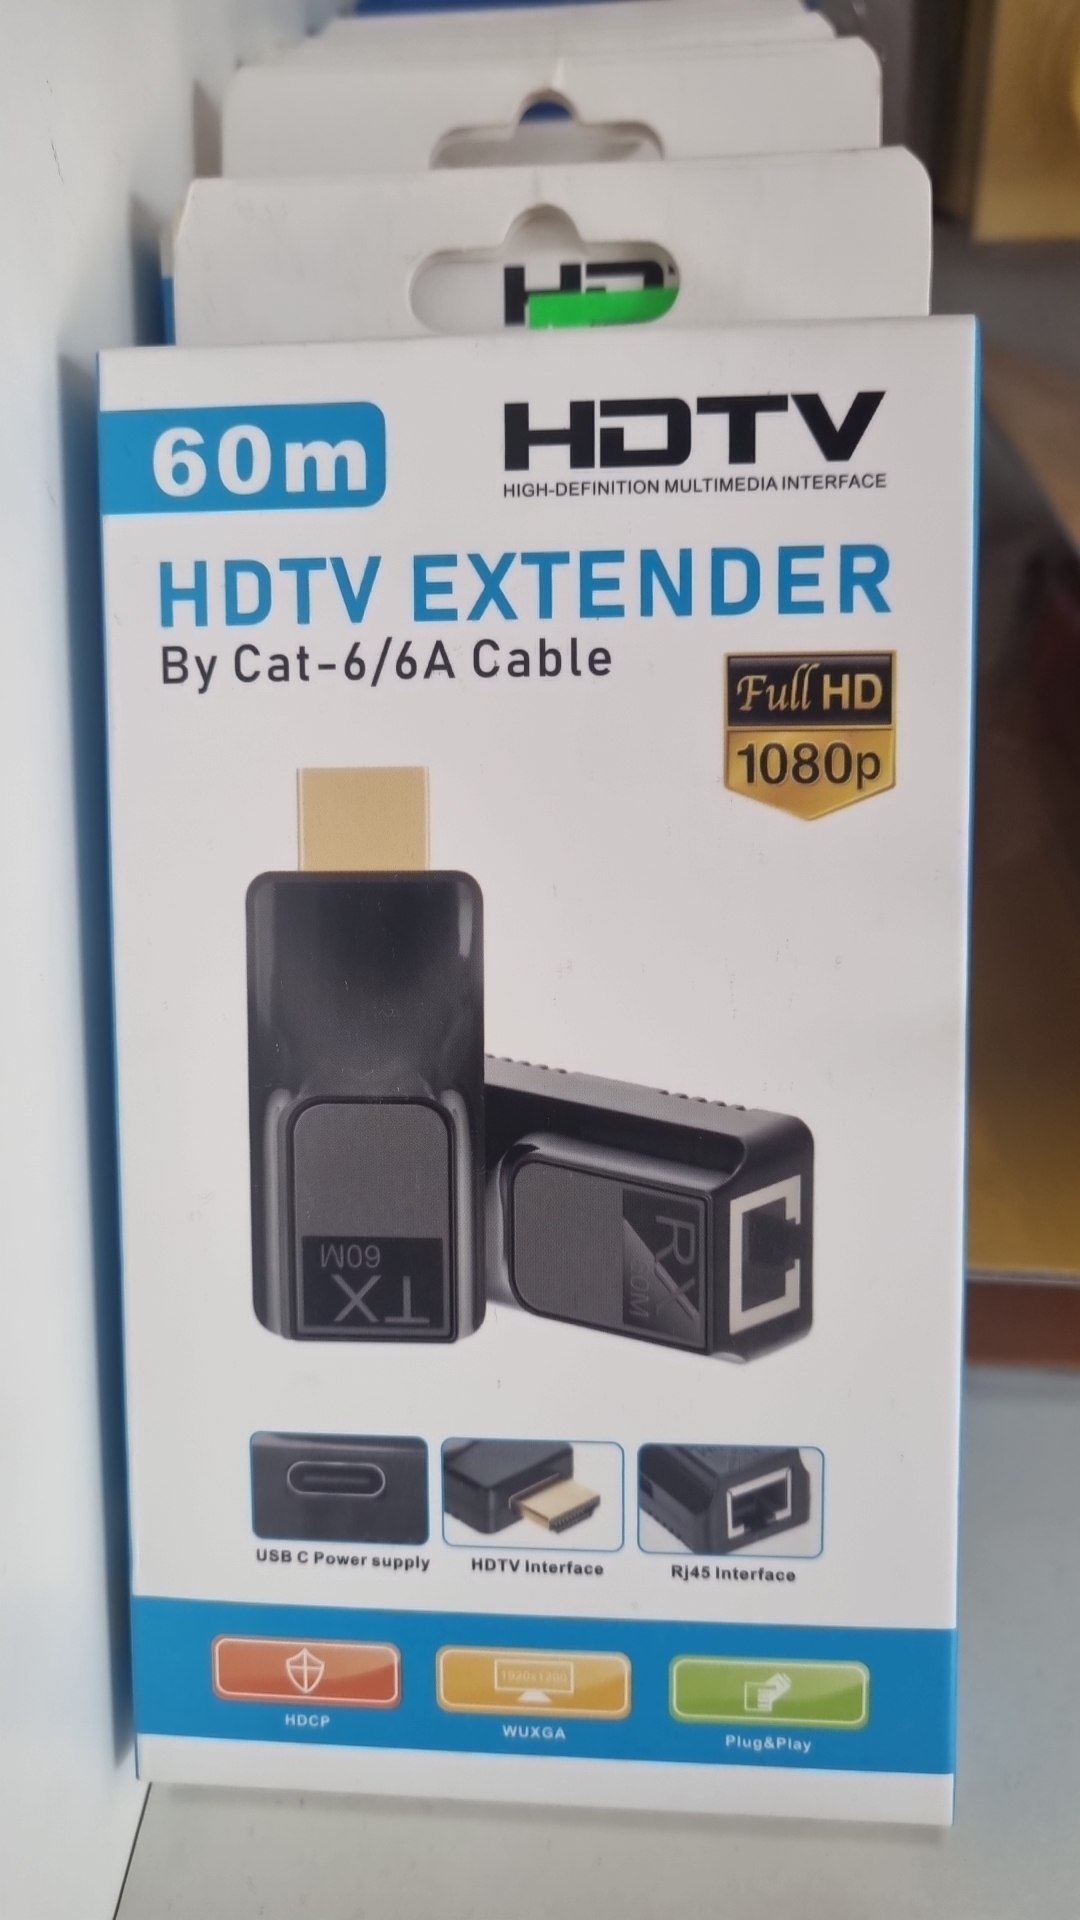 60m
HDTV
HIGH-DEFINITION MULTIMEDIA INTERFACE
HDTV EXTENDER
By Cat-6/6A Cable
Full HD
1080p
TX
60M
RX
60M
USB C Power supply
HDTV Interface
Rj45 Interface
1920x1200
HDCP
WUXGA
Plug&Play